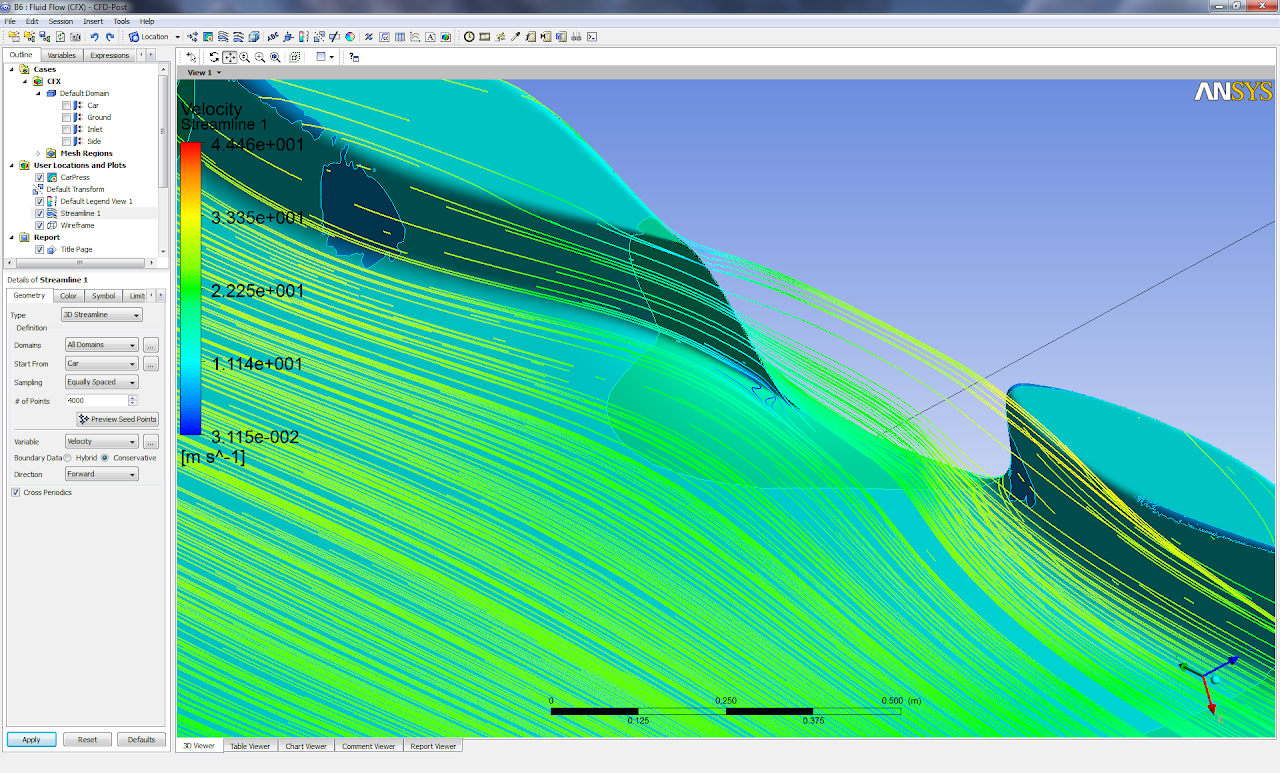 B6 : Fluid Flow (CFX) - CFD-Post
File Edit Session Insert Tools Help
Location
Outline Variables Expressions
View 1
Cases
CFX
Default Domain
Car
Ground
Inlet
Side
Mesh Regions
User Locations and Plots
CarPress
Default Transform
Default Legend View 1
Streamline 1
Wireframe
Report
Title Page
Details of Streamline 1
Geometry Color Symbol Limits
Type 3D Streamline
Definition
Domains All Domains ...
Start From Car ...
Sampling Equally Spaced
# of Points 4000
Preview Seed Points
Variable Velocity ...
Boundary Data Hybrid Conservative
Direction Forward
Cross Periodics
Apply Reset Defaults
Velocity
Streamline 1
4.446e+001
3.335e+001
2.225e+001
1.114e+001
3.115e-002
[m s^-1]
ANSYS
0 0.250 0.500 (m)
0.125 0.375
X
3D Viewer Table Viewer Chart Viewer Comment Viewer Report Viewer